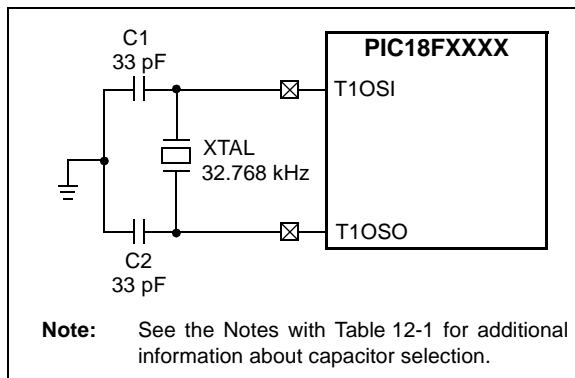 C1
33 pF
PIC18FXXXX
T1OSI
XTAL
32.768 kHz
T1OSO
C2
33 pF
Note: See the Notes with Table 12-1 for additional
information about capacitor selection.